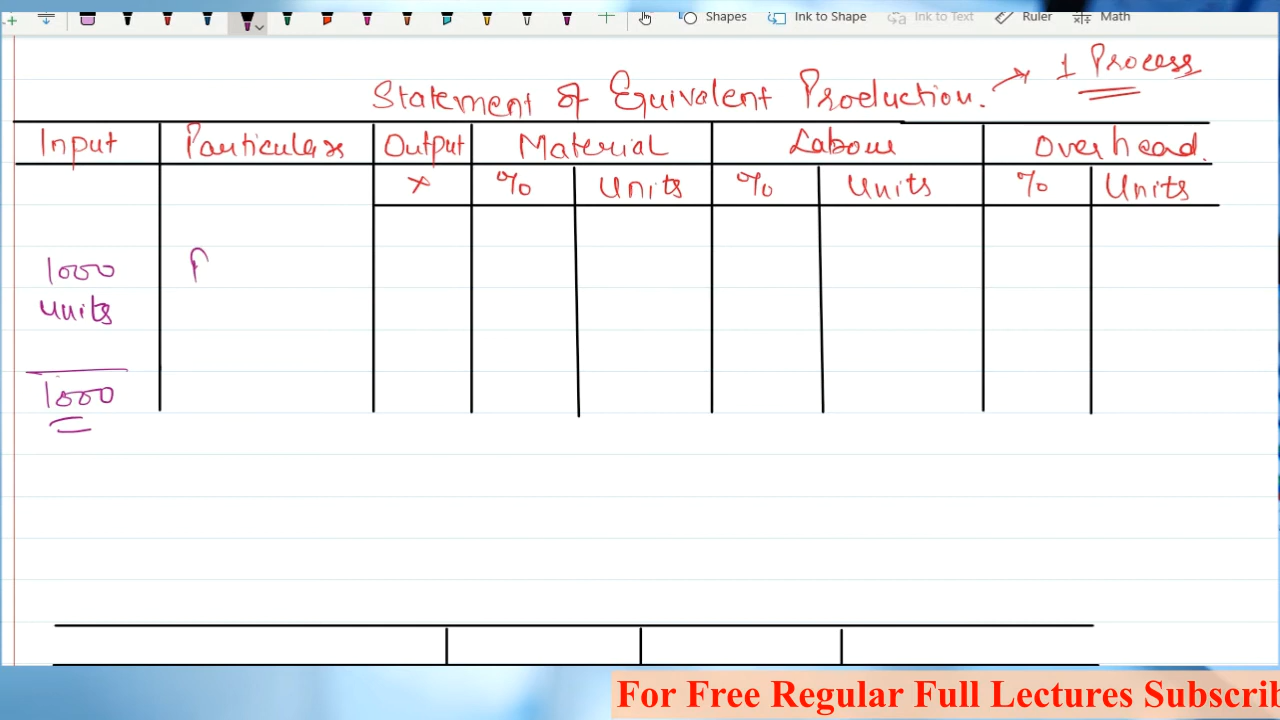 Shapes Ink to Shape Ink to Text Ruler Math
Statement of Equivalent Production. → 1 Process
Input Particulars Output Material Labour Overhead.
x % Units % Units % Units
1000
units
1000
For Free Regular Full Lectures Subscrib